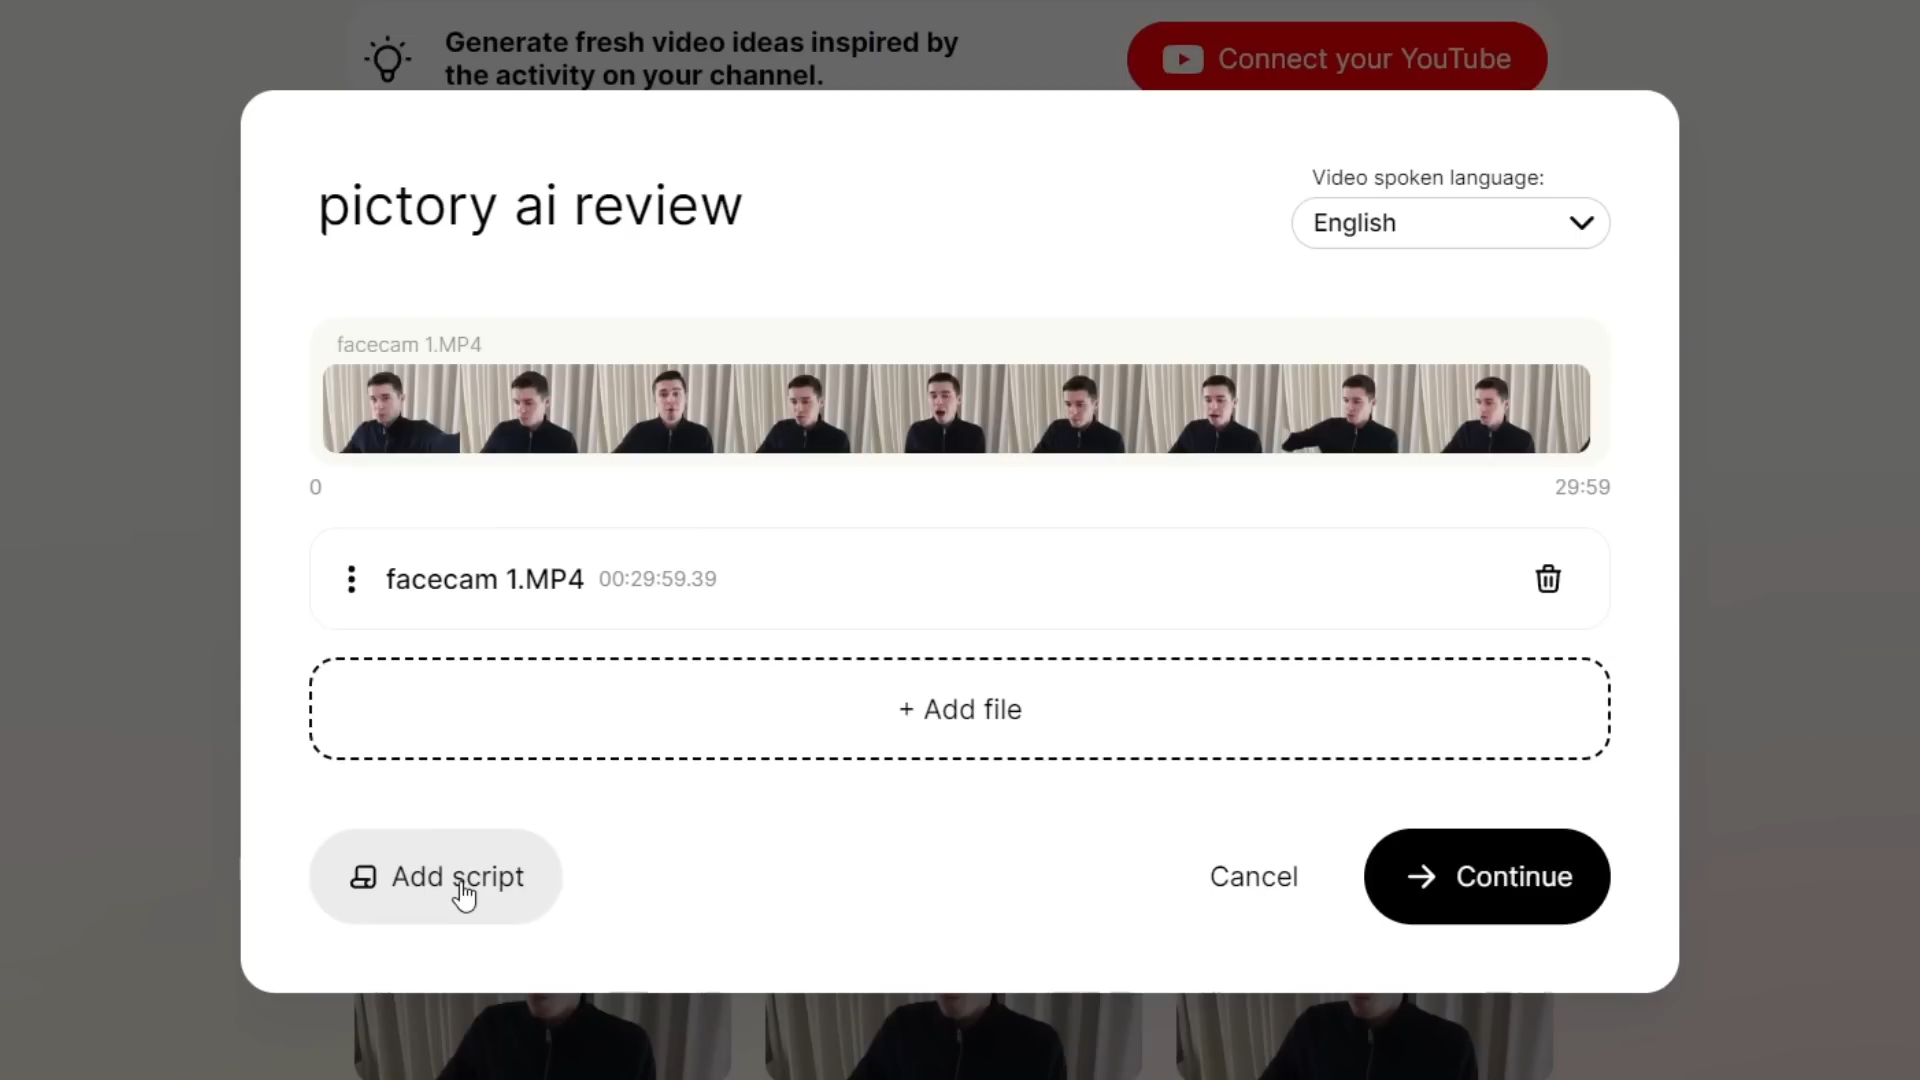 Generate fresh video ideas inspired by
the activity on your channel.
Connect your YouTube
pictory ai review
Video spoken language:
English
facecam 1.MP4
0
29:59
facecam 1.MP4 00:29:59.39
+ Add file
Add script
Cancel
Continue